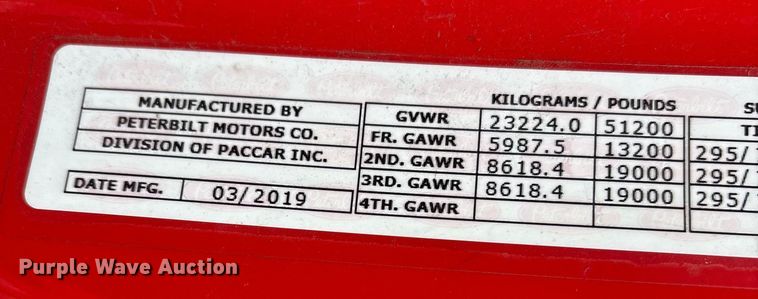 KILOGRAMS / POUNDS
MANUFACTURED BY
PETERBILT MOTORS CO.
DIVISION OF PACCAR INC.
DATE MFG. 03/2019
GVWR 23224.0 51200
FR. GAWR 5987.5 13200 295/
2ND. GAWR 8618.4 19000 295/
3RD. GAWR 8618.4 19000 295/
4TH. GAWR
Purple Wave Auction